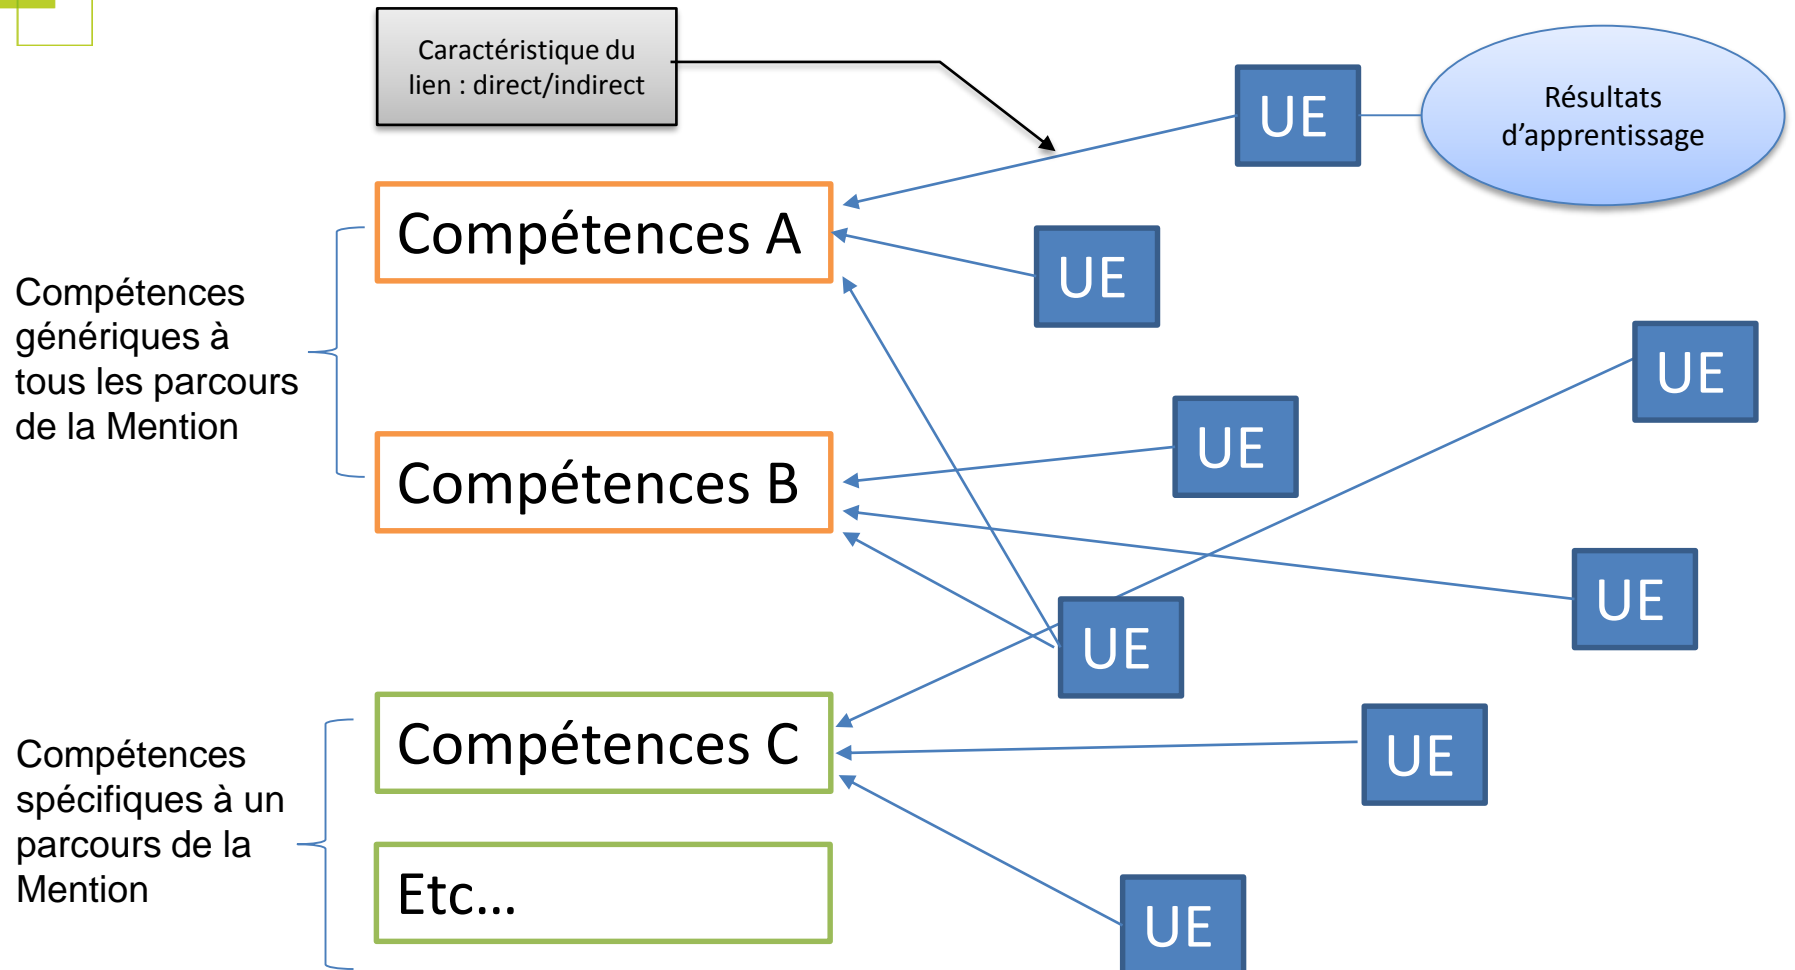 Caractéristique du
lien : direct/indirect
UE
Résultats
d’apprentissage
Compétences A
UE
Compétences
génériques à
tous les parcours
de la Mention
UE
UE
Compétences B
UE
UE
Compétences C
UE
Compétences
spécifiques à un
parcours de la
Mention
Etc…
UE